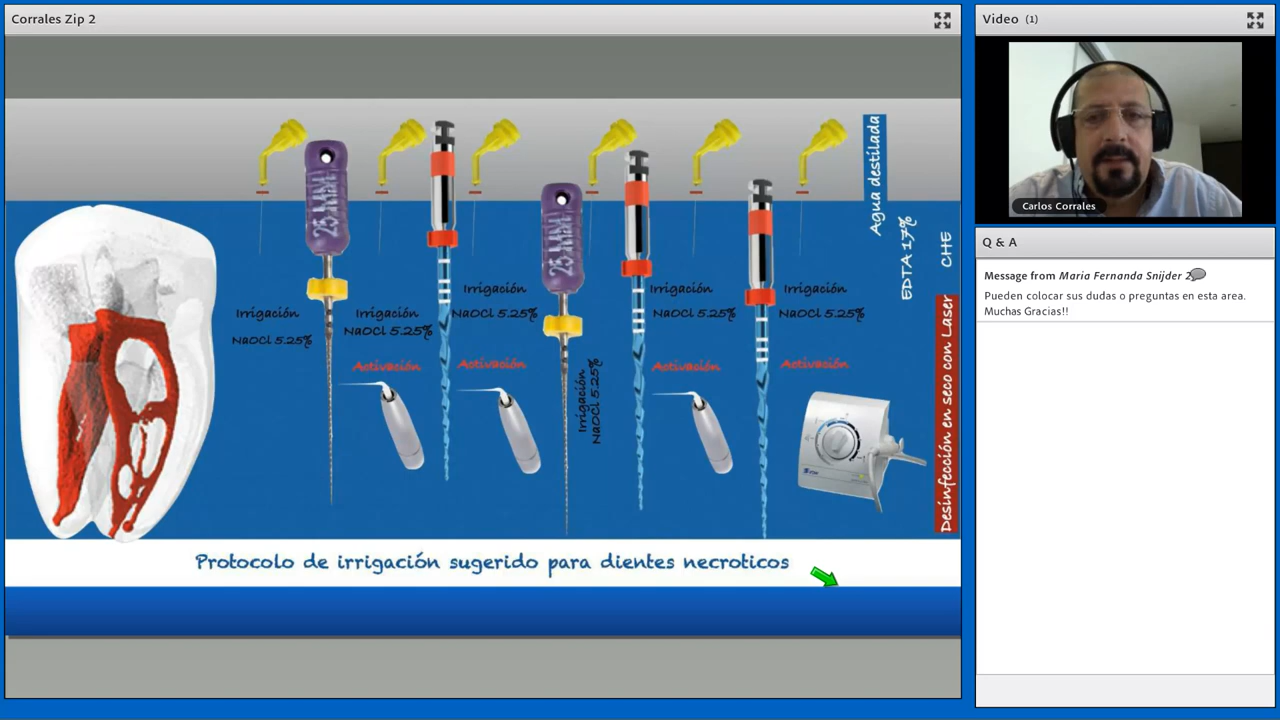 Corrales Zip 2
Video (1)
Carlos Corrales
Q & A
Message from Maria Fernanda Snijder 2
Pueden colocar sus dudas o preguntas en esta area.
Muchas Gracias!!
25 MM
25 MM
Irrigación
NaOCl 5.25%
Irrigación
NaOCl 5.25%
Irrigación
NaOCl 5.25%
Irrigación
NaOCl 5.25%
Irrigación
NaOCl 5.25%
Irrigación
NaOCl 5.25%
Activación
Activación
Activación
Activación
Agua destilada
EDTA 17%
CHE
Desinfección en seco con Laser
Protocolo de irrigación sugerido para dientes necroticos